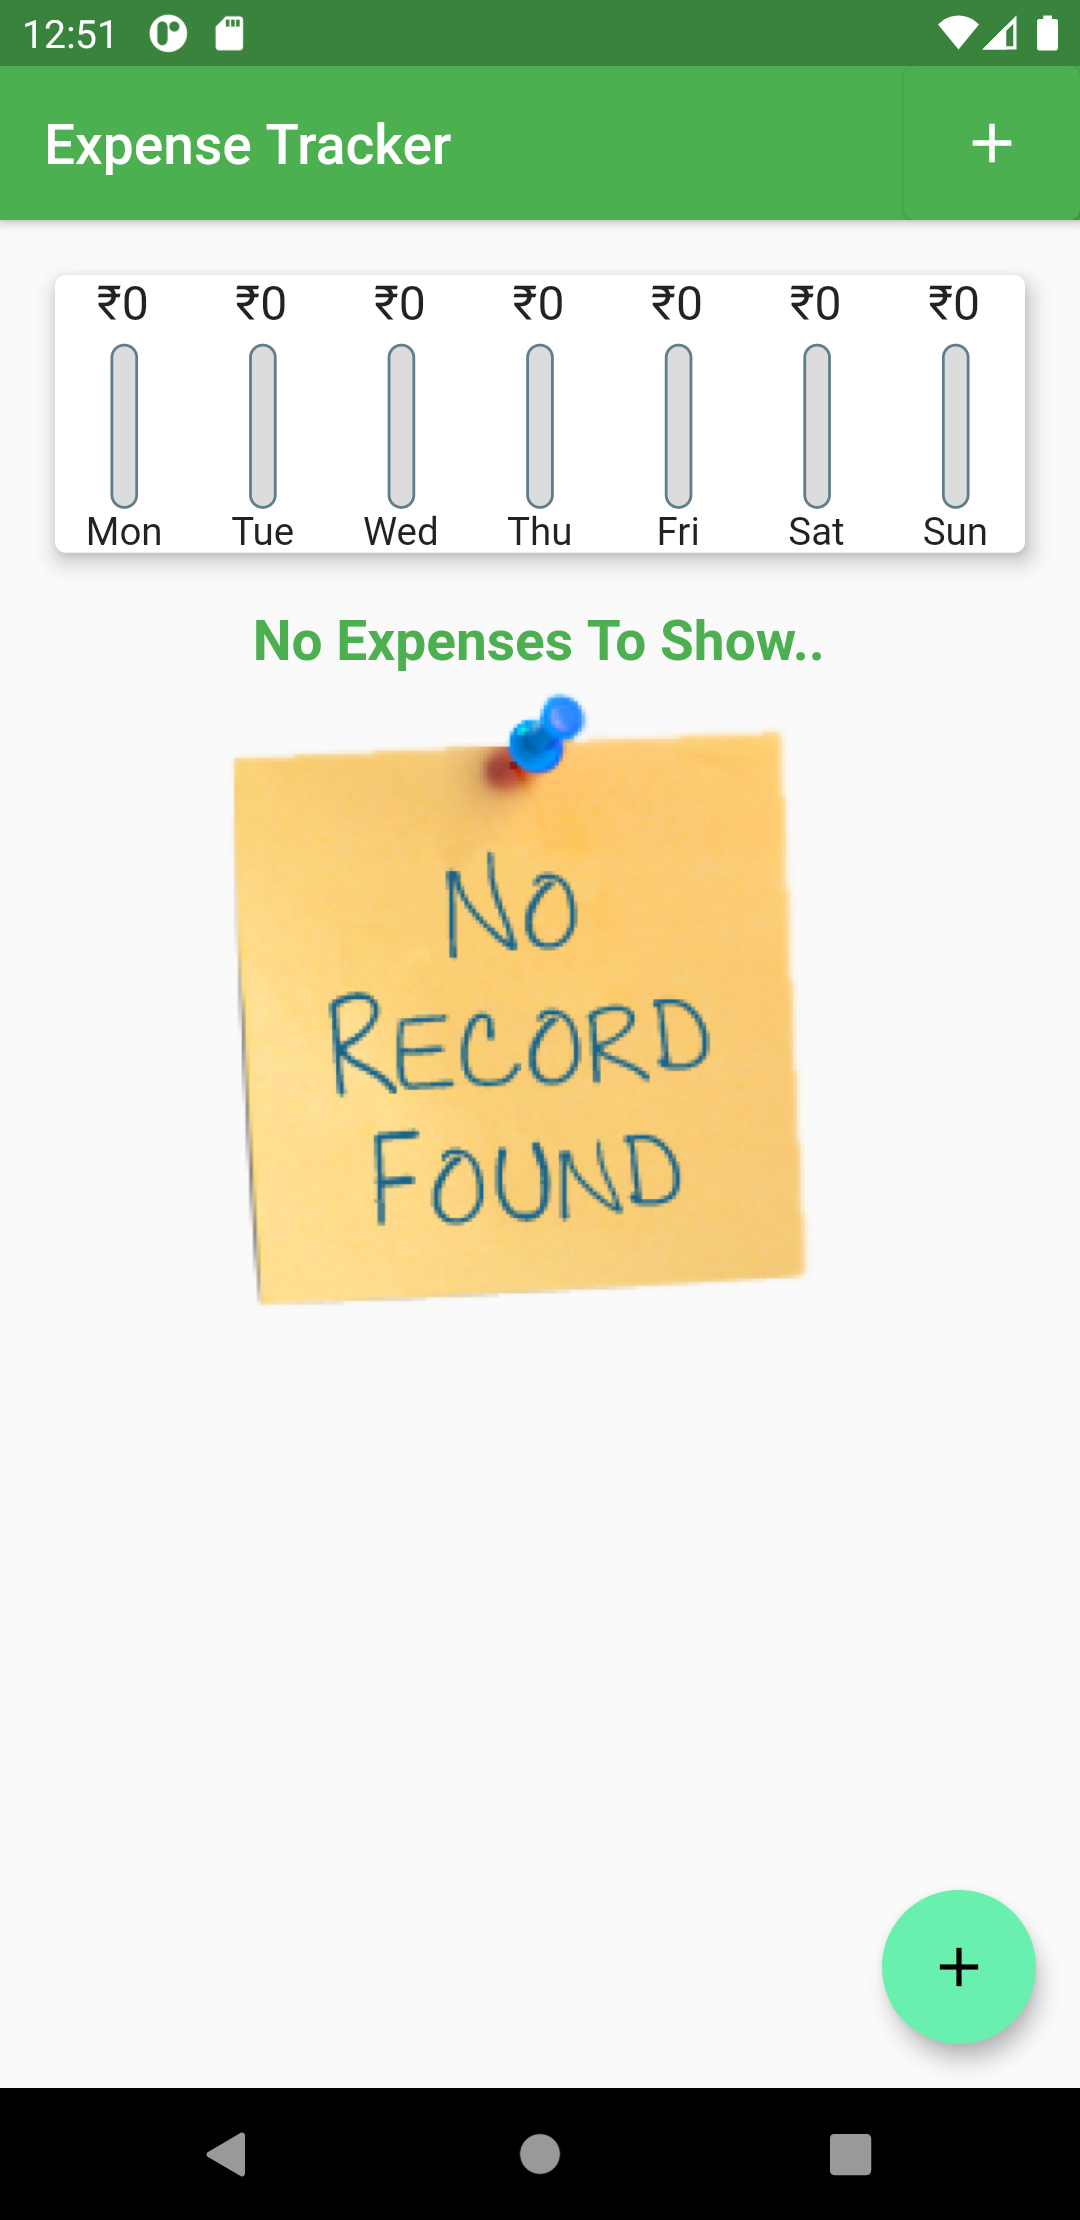 12:51
Expense Tracker
₹0 ₹0 ₹0 ₹0 ₹0 ₹0 ₹0
Mon Tue Wed Thu Fri Sat Sun
No Expenses To Show..
NO
RECORD
FOUND